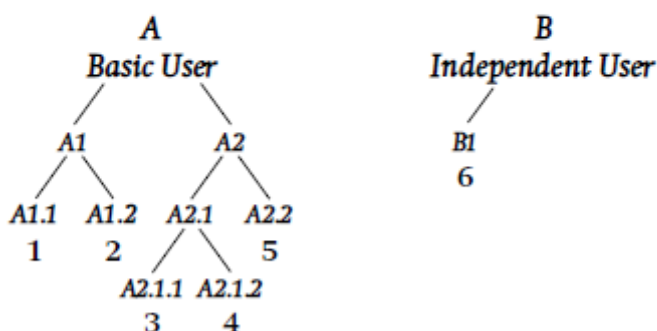 A B
Basic User Independent User
A1 A2 B1
6
A1.1 A1.2 A2.1 A2.2
1 2 5
A2.1.1 A2.1.2
3 4